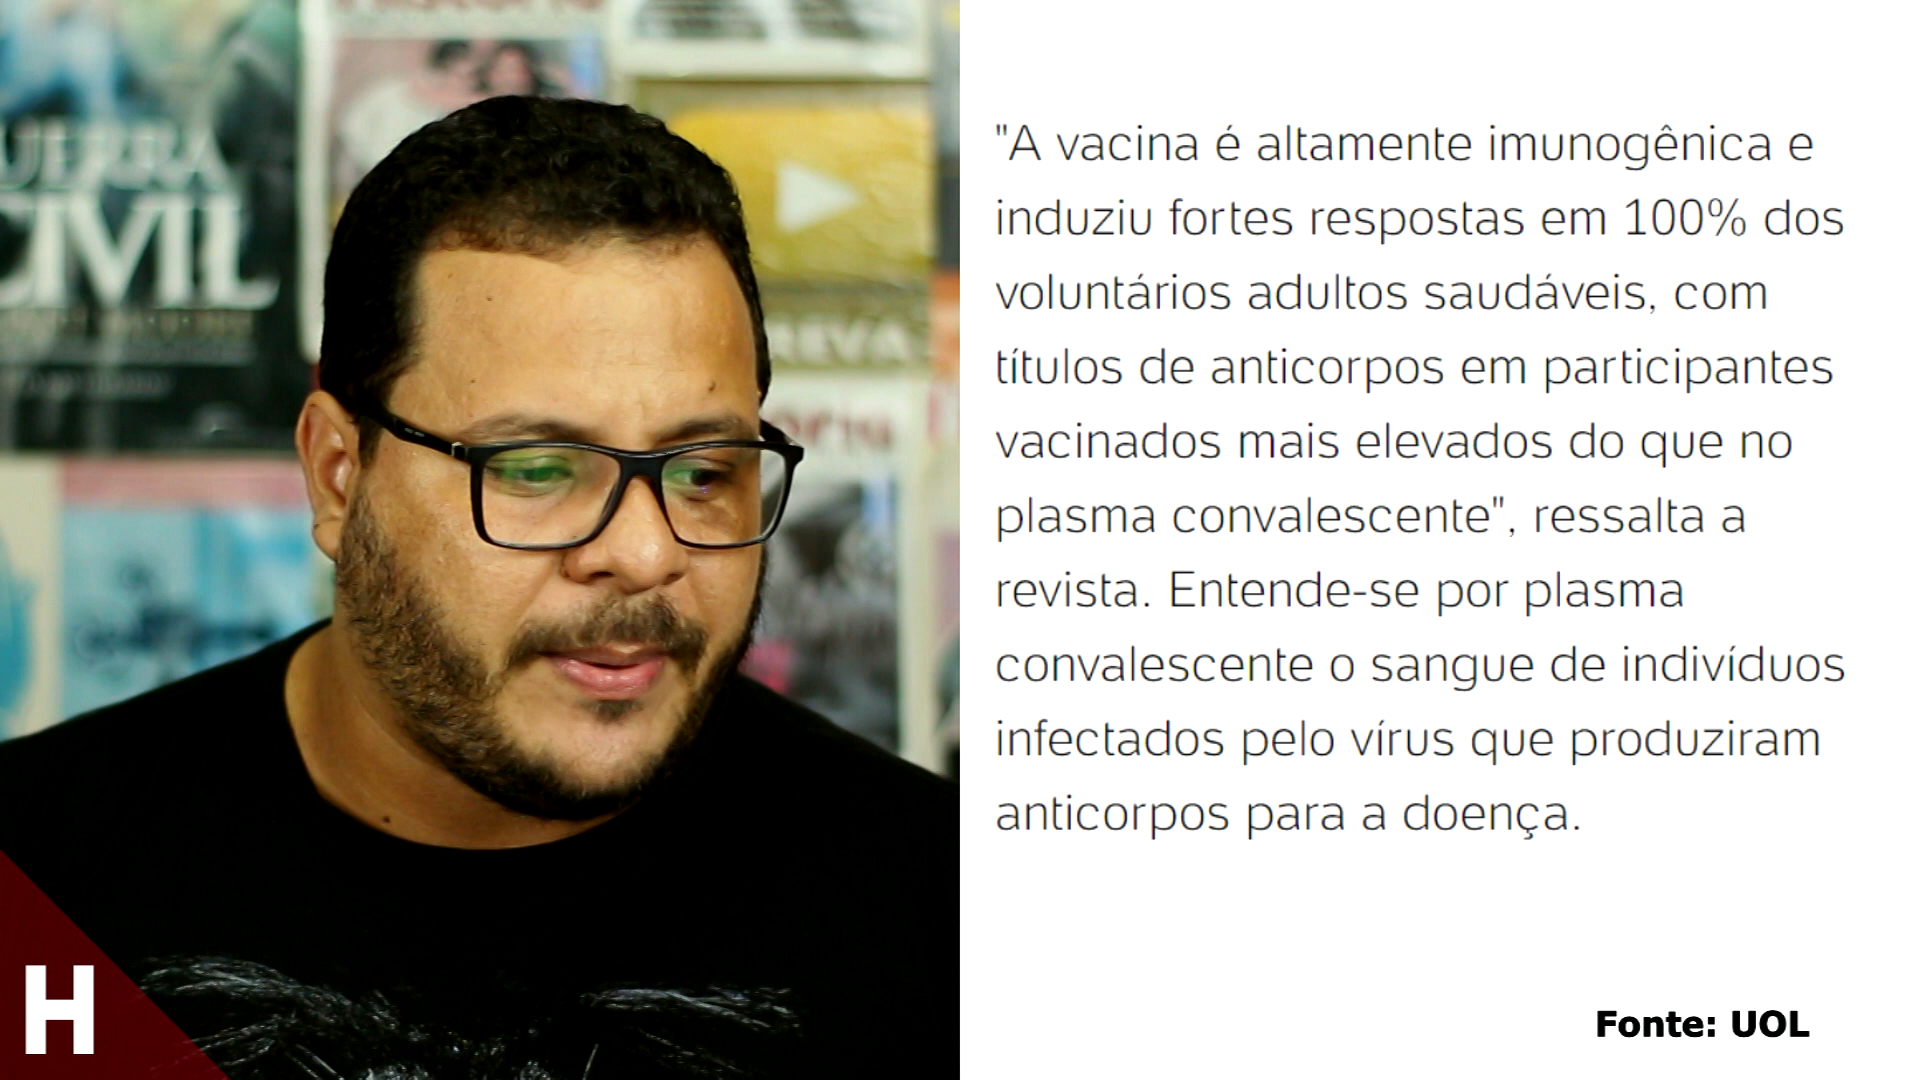 GUERRA
CIVIL
"A vacina é altamente imunogênica e
induziu fortes respostas em 100% dos
voluntários adultos saudáveis, com
títulos de anticorpos em participantes
vacinados mais elevados do que no
plasma convalescente", ressalta a
revista. Entende-se por plasma
convalescente o sangue de indivíduos
infectados pelo vírus que produziram
anticorpos para a doença.
H
Fonte: UOL